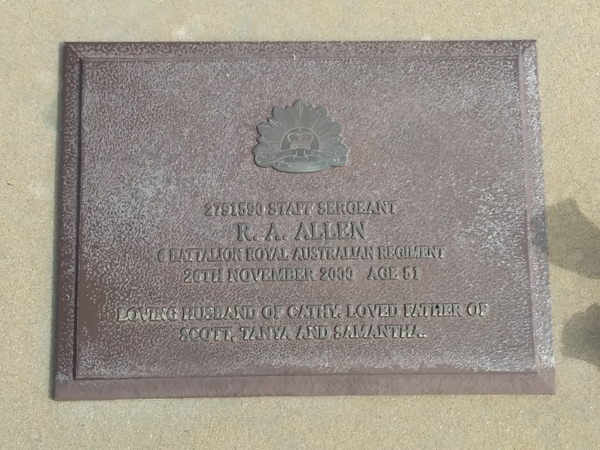 2791590 STAFF SERGEANT
R. A. ALLEN
6 BATTALION ROYAL AUSTRALIAN REGIMENT
26TH NOVEMBER 2000 AGE 51
LOVING HUSBAND OF CATHY. LOVED FATHER OF
SCOTT, TANYA AND SAMANTHA.